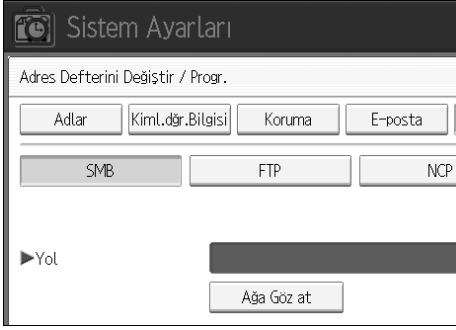 Sistem Ayarları
Adres Defterini Değiştir / Progr.
Adlar Kiml.dğr.Bilgisi Koruma E-posta
SMB FTP NCP
▶Yol
Ağa Göz at